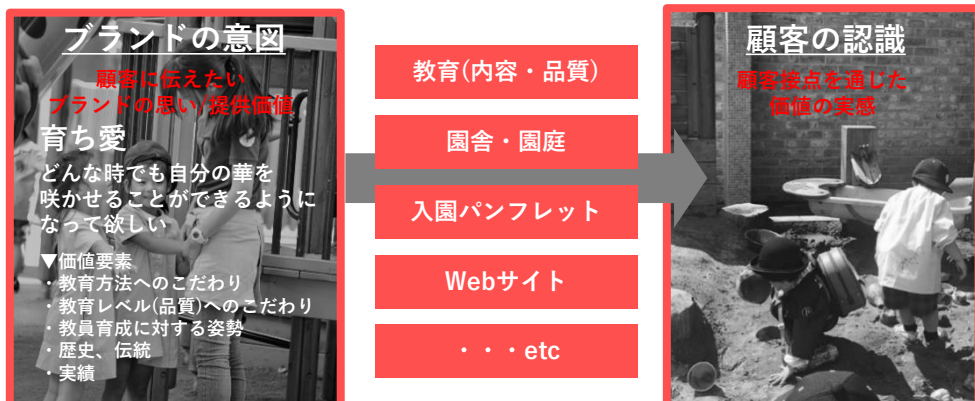 ブランドの意図
顧客に伝えたい
ブランドの思い/提供価値
育ち愛
どんな時でも自分の華を
咲かせることができるように
なって欲しい
▼価値要素
・教育方法へのこだわり
・教育レベル(品質)へのこだわり
・教員育成に対する姿勢
・歴史、伝統
・実績
教育(内容・品質)
園舎・園庭
入園パンフレット
Webサイト
・・・etc
顧客の認識
顧客接点を通じた
価値の実感